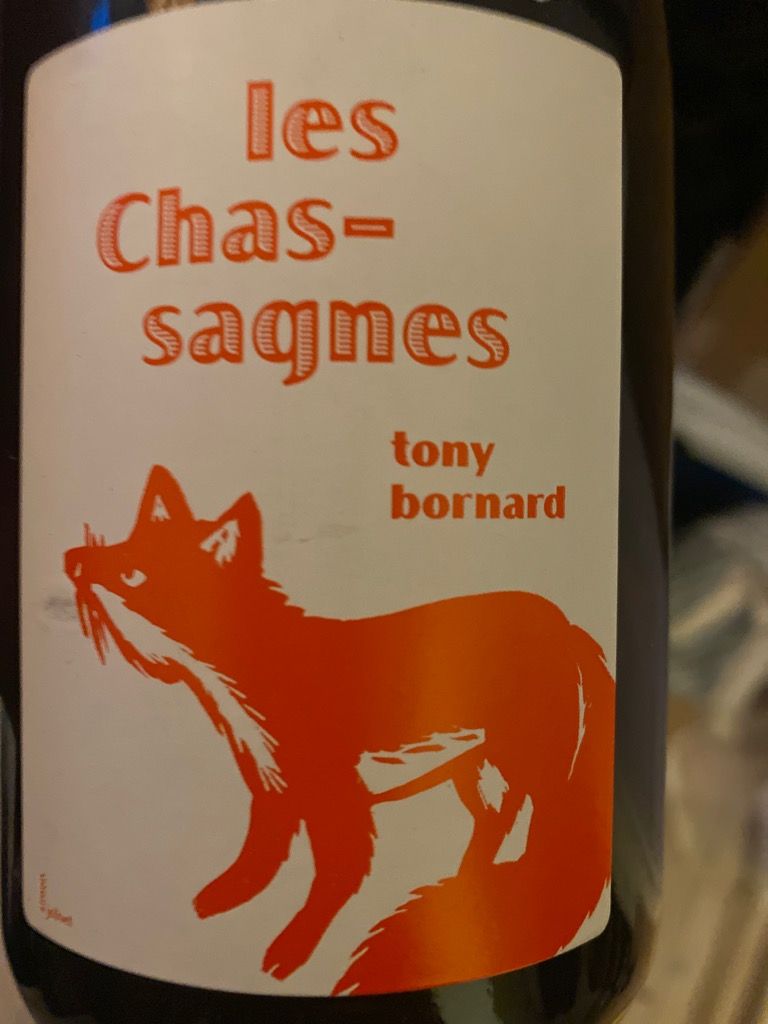 les
Chas-
sagnes
tony
bornard